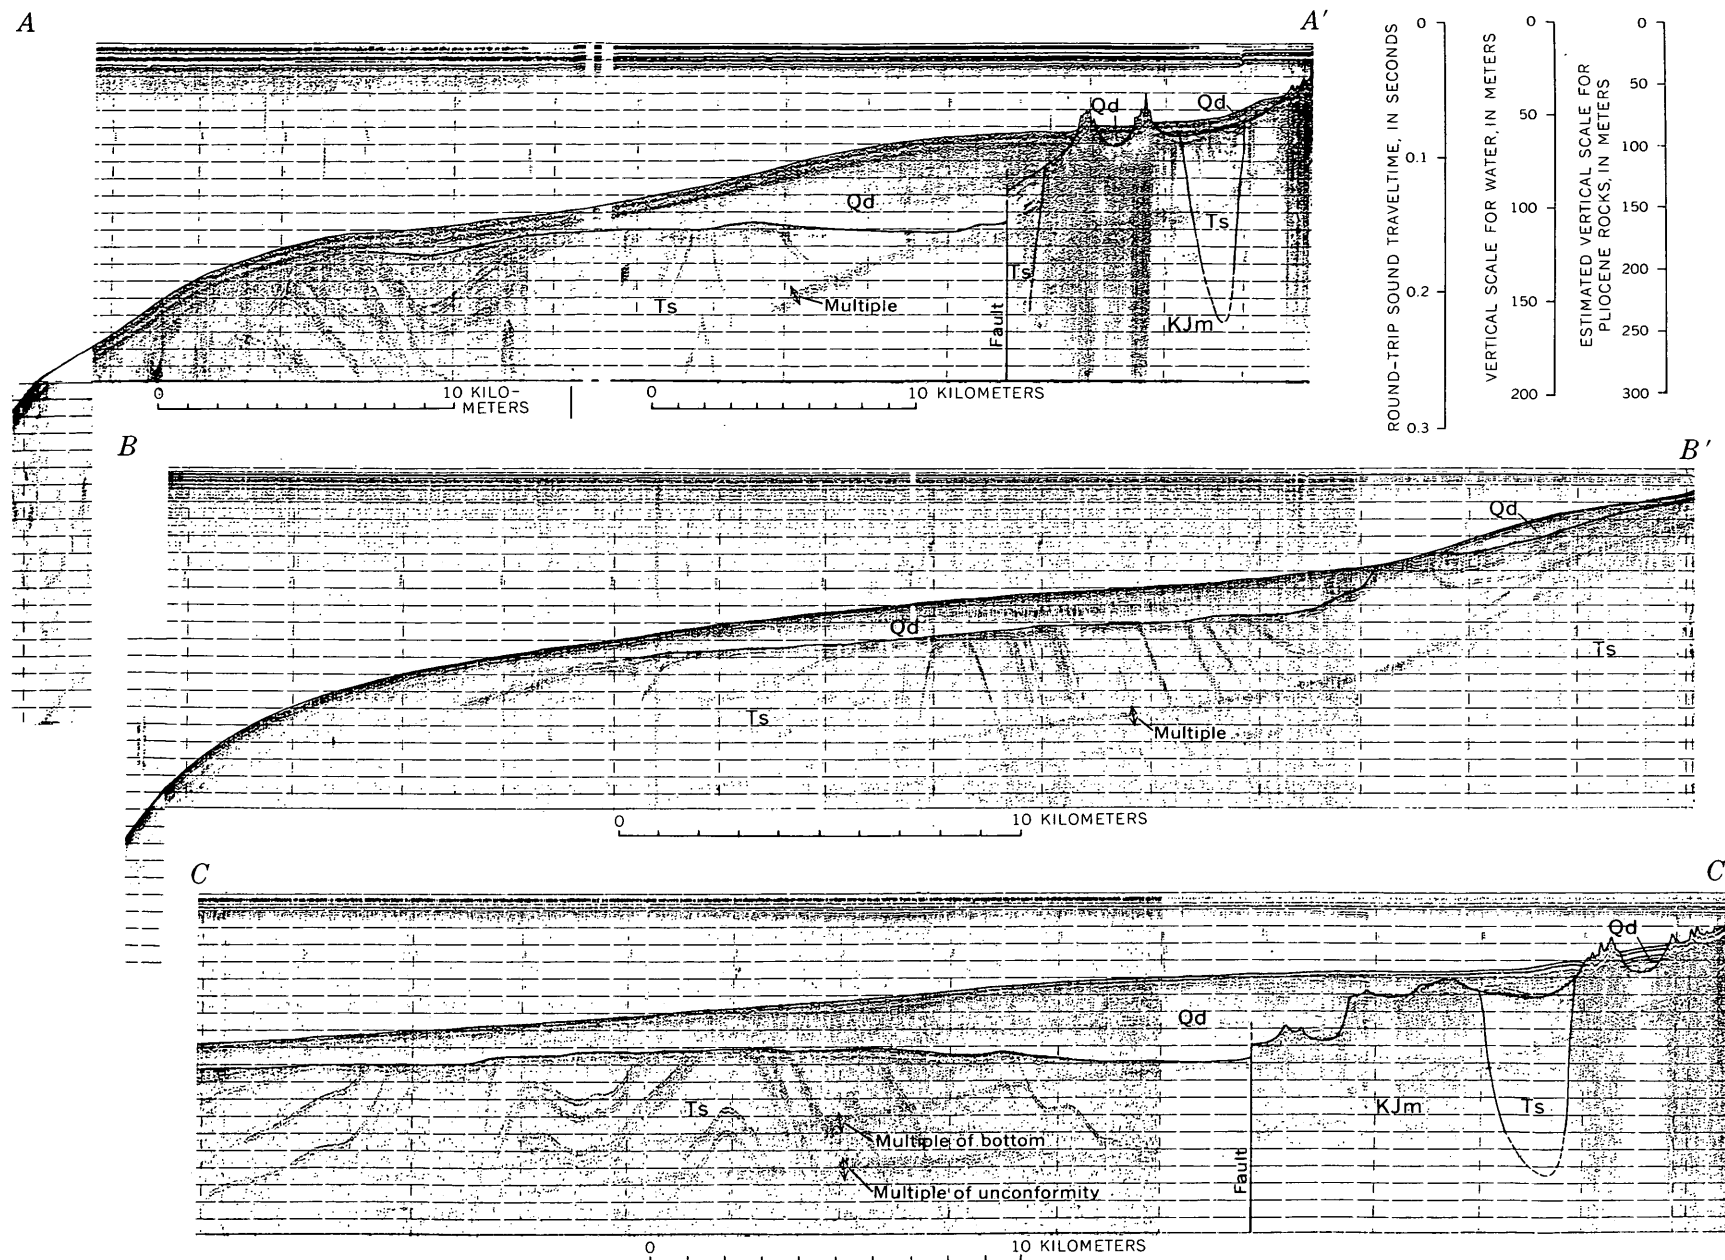 A
A′
Qd
Qd
Qd
Ts
Ts
Ts
Multiple
KJm
Fault
0
10 KILO-
METERS
0
10 KILOMETERS
ROUND-TRIP SOUND TRAVELTIME, IN SECONDS
0
0.1
0.2
0.3
VERTICAL SCALE FOR WATER, IN METERS
0
50
100
150
200
ESTIMATED VERTICAL SCALE FOR
PLIOCENE ROCKS, IN METERS
0
50
100
150
200
250
300
B
B′
Qd
Qd
Ts
Ts
Multiple
0
10 KILOMETERS
C
C
Qd
Qd
Ts
KJm
Ts
Multiple of bottom
Multiple of unconformity
Fault
0
10 KILOMETERS